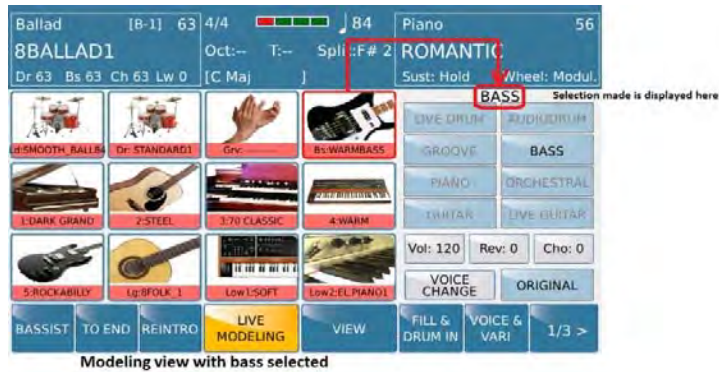 Ballad [B-1] 63 4/4 ♩84 Piano 56
8BALLAD1 Oct:-- T:-- Split:F# 2 ROMANTIC
Dr 63 Bs 63 Ch 63 Lw 0 [C Maj ] Sust: Hold Wheel: Modul.
BASS Selection made is displayed here
LIVE DRUM AUDIODRUM
Dr: STANDARD1 Grv: ---------- Bs:WARMBASS
GROOVE BASS
PIANO ORCHESTRAL
1:DARK GRAND 2:STEEL 3:70 CLASSIC 4:WARM
GUITAR LIVE GUITAR
Vol: 120 Rev: 0 Cho: 0
5:ROCKABILLY Lg:8FOLK_1 Low1:SOFT Low2:EL.PIANO1
VOICE CHANGE ORIGINAL
BASSIST TO END REINTRO LIVE MODELING VIEW FILL & DRUM IN VOICE & VARI 1/3 >
Modeling view with bass selected